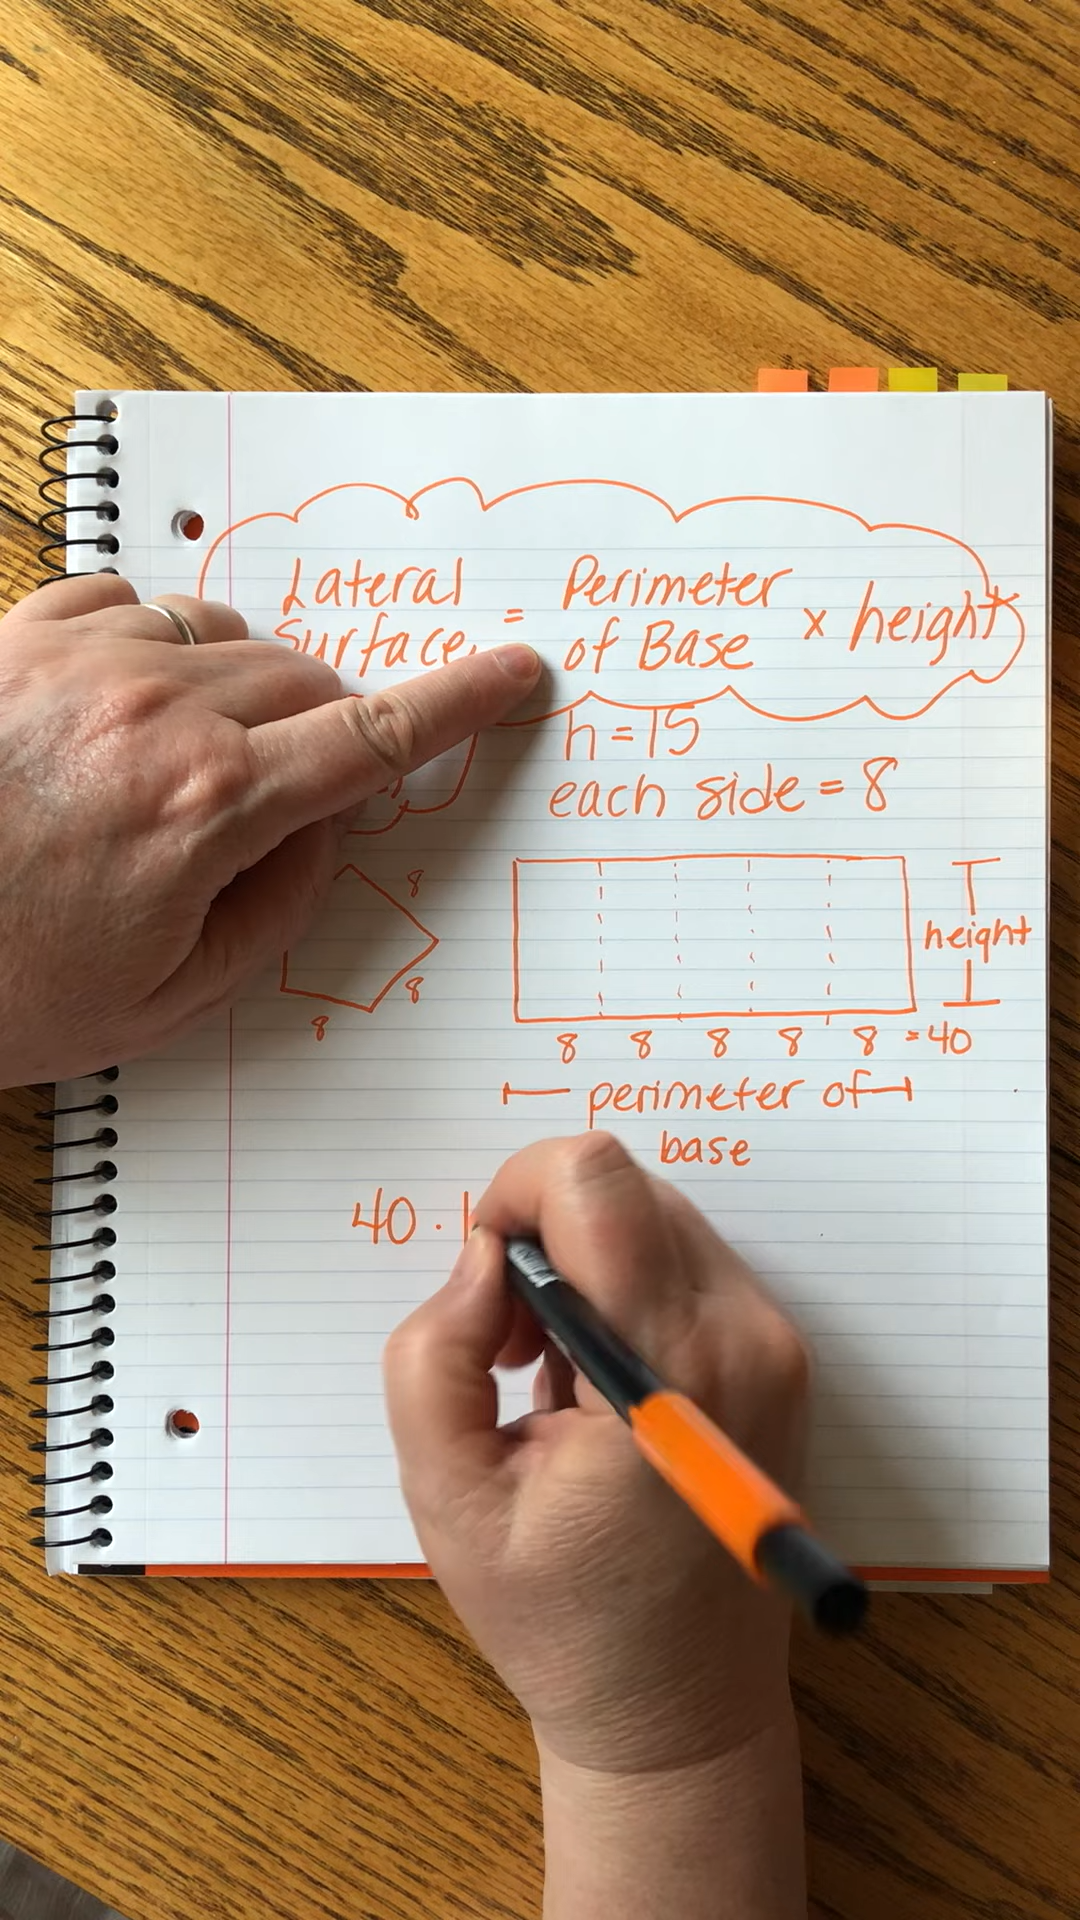 Lateral
Surface
= Perimeter
of Base
x height
h = 15
each side = 8
8
8
8
height
8 8 8 8 8 = 40
perimeter of
base
40 ·